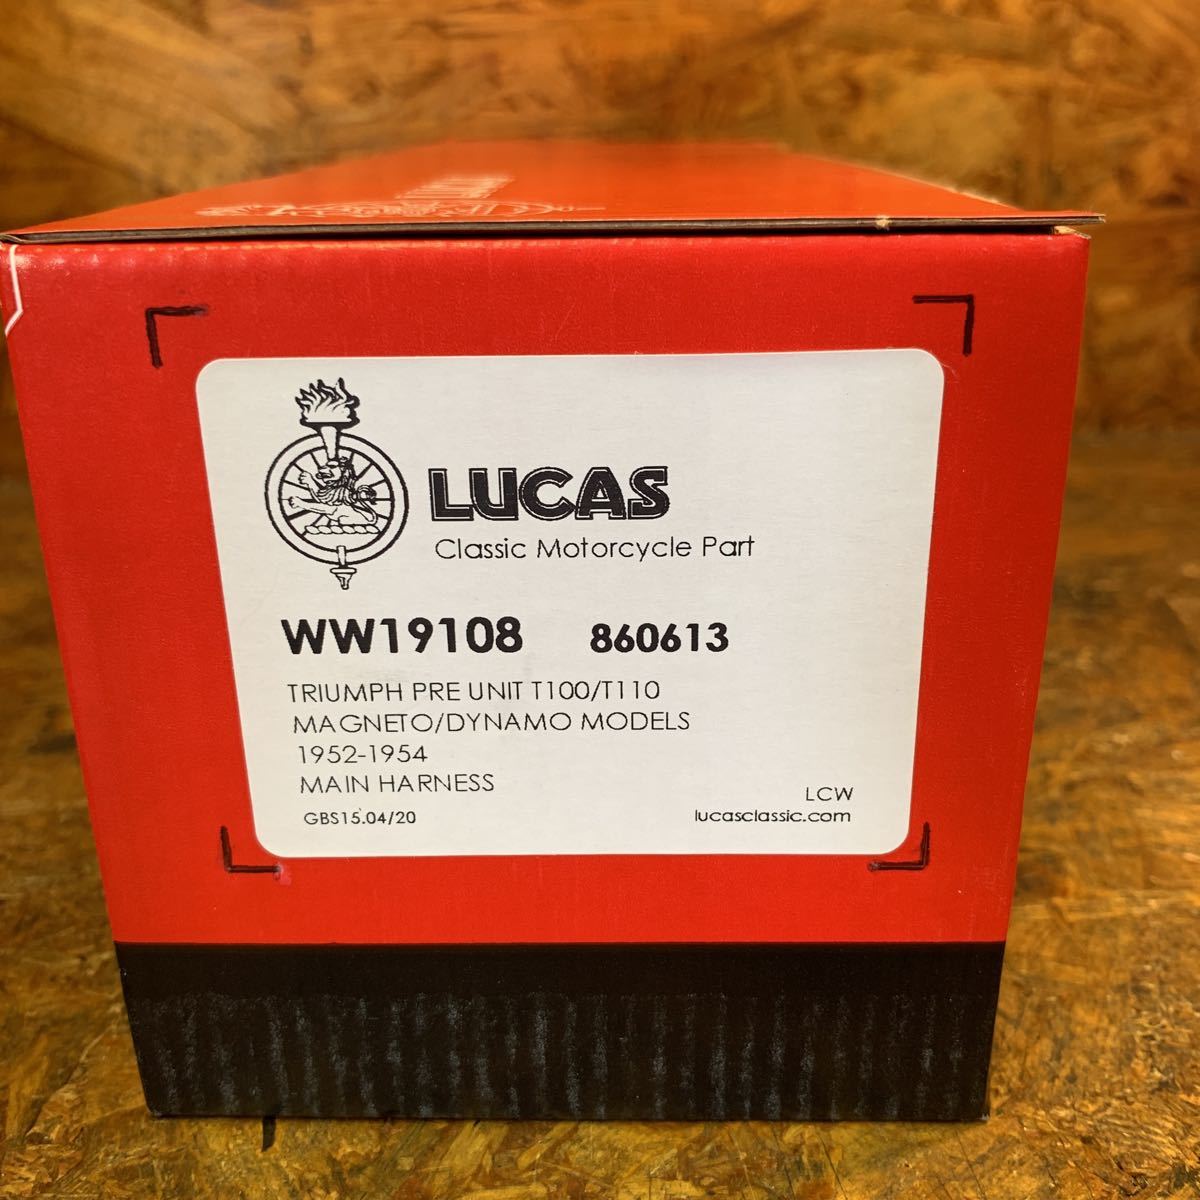 LUCAS
Classic Motorcycle Part
WW19108 860613
TRIUMPH PRE UNIT T100/T110
MAGNETO/DYNAMO MODELS
1952-1954
MAIN HARNESS
GBS15.04/20
LCW
lucasclassic.com